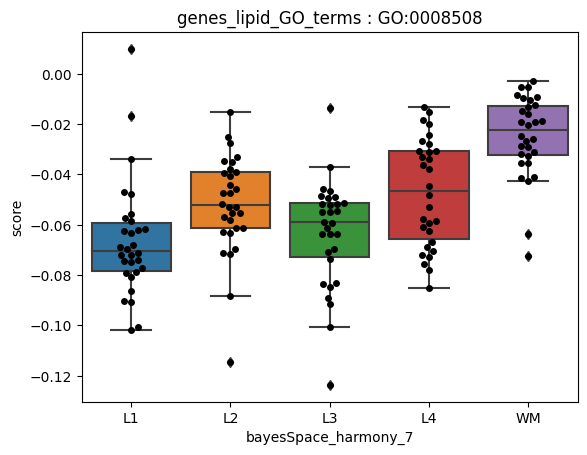 genes_lipid_GO_terms : GO:0008508
0.00
−0.02
−0.04
−0.06
−0.08
−0.10
−0.12
score
L1 L2 L3 L4 WM
bayesSpace_harmony_7